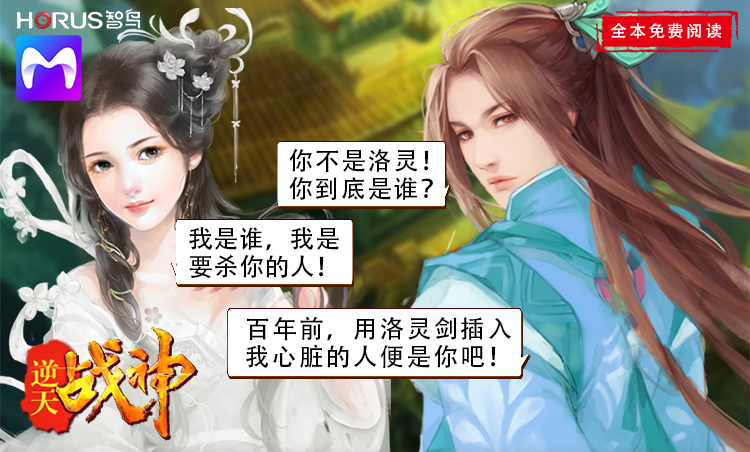 HORUS智鸟
全本免费阅读
你不是洛灵！
你到底是谁？
我是谁，我是
要杀你的人！
百年前，用洛灵剑插入
我心脏的人便是你吧！
逆天
战神